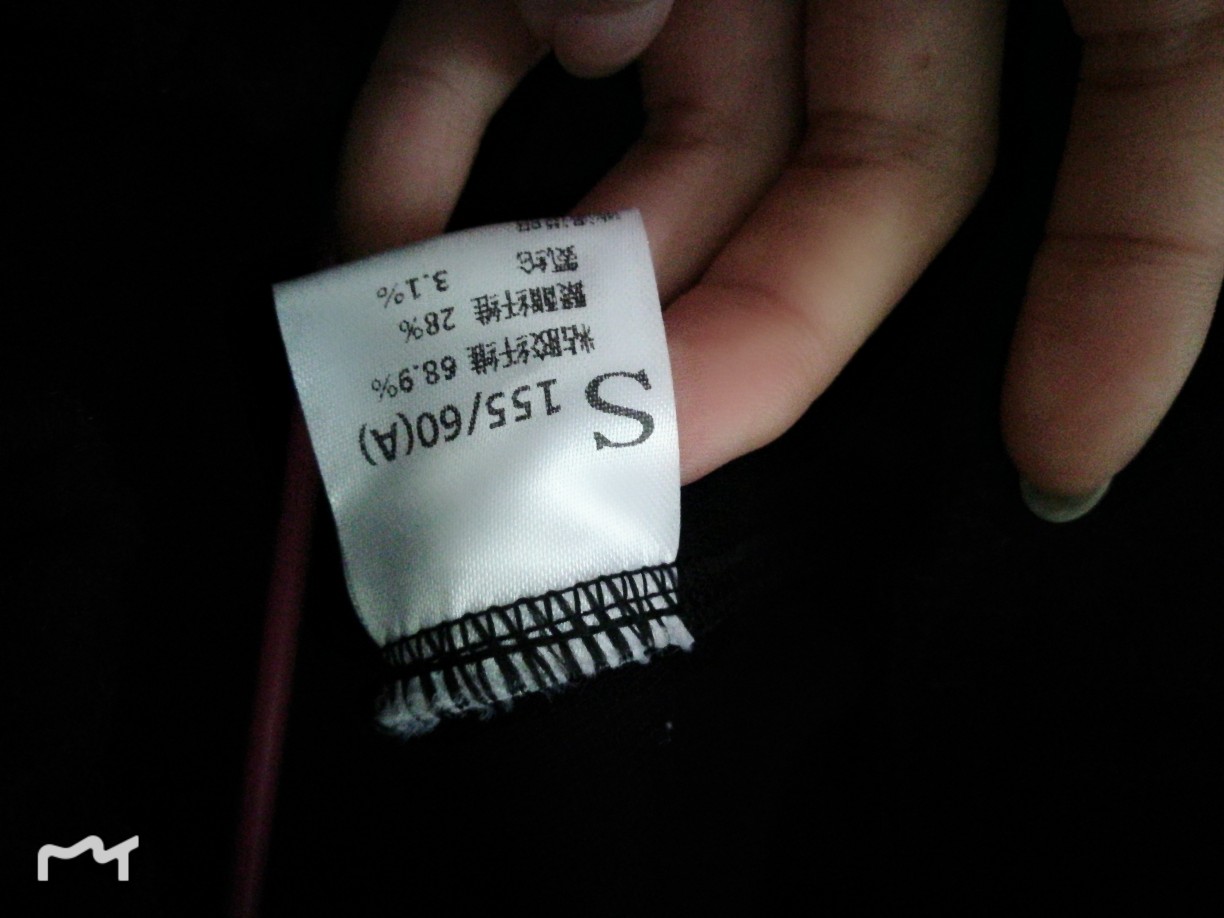 S 155/60(A)
粘胶纤维 68.9%
聚酯纤维 28%
氨纶 3.1%